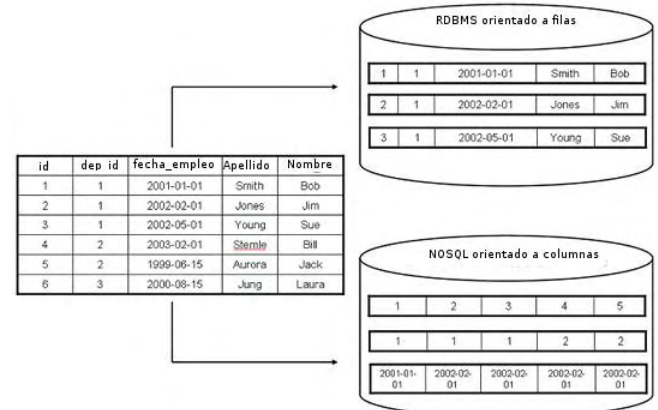 RDBMS orientado a filas
1 1 2001-01-01 Smith Bob
2 1 2002-02-01 Jones Jim
3 1 2002-05-01 Young Sue
id dep id fecha_empleo Apellido Nombre
1 1 2001-01-01 Smith Bob
2 1 2002-02-01 Jones Jim
3 1 2002-05-01 Young Sue
4 2 2003-02-01 Stemle Bill
5 2 1999-06-15 Aurora Jack
6 3 2000-08-15 Jung Laura
NOSQL orientado a columnas
1 2 3 4 5
1 1 1 2 2
2001-01- 2002-02- 2002-02- 2002-02- 2002-02-
01 01 01 01 01